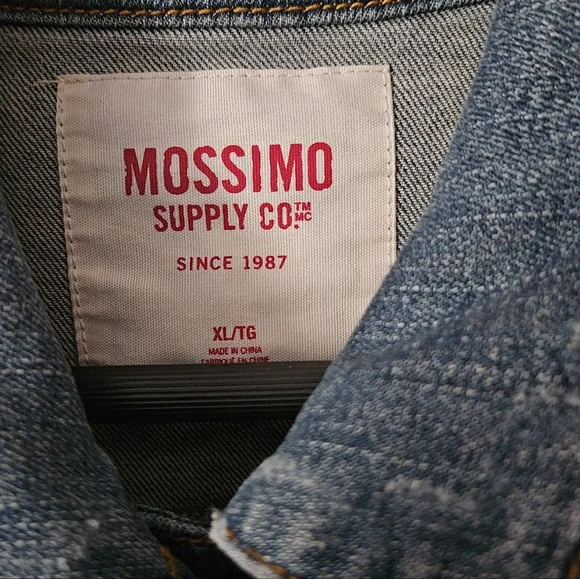 MOSSIMO
SUPPLY CO.™ MC
SINCE 1987
XL/TG
MADE IN CHINA
FABRIQUÉ EN CHINE